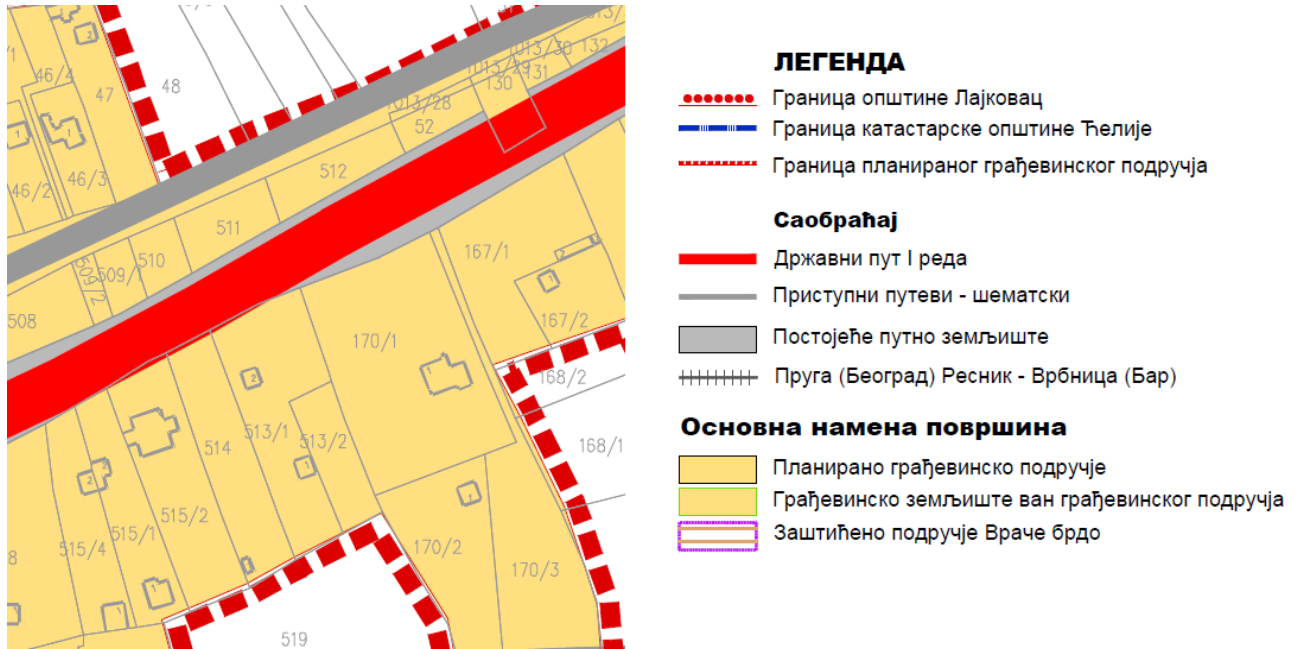 46/4
47
48
46/2
46/3
1013/28
1013/29
1013/30
130
131
132
52
512
511
510
509/1
509/2
508
167/1
167/2
170/1
168/2
168/1
514
513/1
513/2
515/2
515/1
515/4
170/2
170/3
519
ЛЕГЕНДА
Граница општине Лајковац
Граница катастарске општине Ћелије
Граница планираног грађевинског подручја
Саобраћај
Државни пут I реда
Приступни путеви - шематски
Постојеће путно земљиште
Пруга (Београд) Ресник - Врбница (Бар)
Основна намена површина
Планирано грађевинско подручје
Грађевинско земљиште ван грађевинског подручја
Заштићено подручје Враче брдо